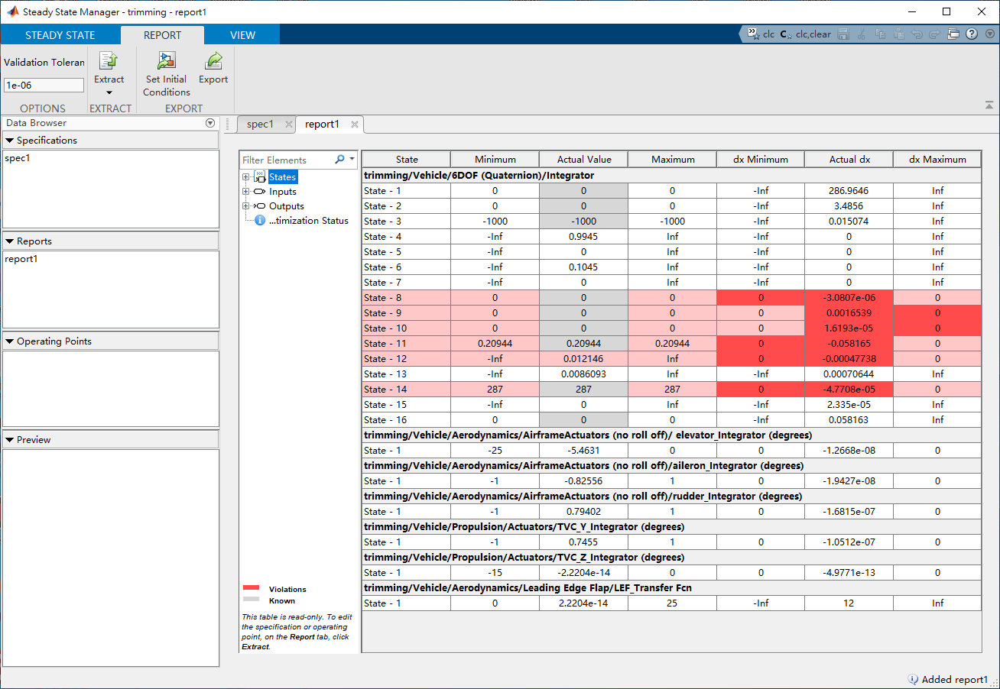 Steady State Manager - trimming - report1
STEADY STATE REPORT VIEW
clc clc,clear
Validation Toleran
1e-06
Extract
Set Initial Conditions
Export
OPTIONS EXTRACT EXPORT
Data Browser
Specifications
spec1
Reports
report1
Operating Points
Preview
spec1 report1
Filter Elements
States
Inputs
Outputs
...timization Status
Violations
Known
This table is read-only. To edit
the specification or operating
point, on the Report tab, click
Extract.
State Minimum Actual Value Maximum dx Minimum Actual dx dx Maximum
trimming/Vehicle/6DOF (Quaternion)/Integrator
State - 1 0 0 0 -Inf 286.9646 Inf
State - 2 0 0 0 -Inf 3.4856 Inf
State - 3 -1000 -1000 -1000 -Inf 0.015074 Inf
State - 4 -Inf 0.9945 Inf -Inf 0 Inf
State - 5 -Inf 0 Inf -Inf 0 Inf
State - 6 -Inf 0.1045 Inf -Inf 0 Inf
State - 7 -Inf 0 Inf -Inf 0 Inf
State - 8 0 0 0 0 -3.0807e-06 0
State - 9 0 0 0 0 0.0016539 0
State - 10 0 0 0 0 1.6193e-05 0
State - 11 0.20944 0.20944 0.20944 0 -0.058165 0
State - 12 -Inf 0.012146 Inf 0 -0.00047738 0
State - 13 -Inf 0.0086093 Inf -Inf 0.00070644 Inf
State - 14 287 287 287 0 -4.7708e-05 0
State - 15 -Inf 0 Inf -Inf 2.335e-05 Inf
State - 16 0 0 0 -Inf 0.058163 Inf
trimming/Vehicle/Aerodynamics/AirframeActuators (no roll off)/ elevator_Integrator (degrees)
State - 1 -25 -5.4631 0 0 -1.2668e-08 0
trimming/Vehicle/Aerodynamics/AirframeActuators (no roll off)/aileron_Integrator (degrees)
State - 1 -1 -0.82556 1 0 -1.9427e-08 0
trimming/Vehicle/Aerodynamics/AirframeActuators (no roll off)/rudder_Integrator (degrees)
State - 1 -1 0.79402 1 0 -1.6815e-07 0
trimming/Vehicle/Propulsion/Actuators/TVC_Y_Integrator (degrees)
State - 1 -1 0.7455 1 0 -1.0512e-07 0
trimming/Vehicle/Propulsion/Actuators/TVC_Z_Integrator (degrees)
State - 1 -15 -2.2204e-14 0 0 -4.9771e-13 0
trimming/Vehicle/Aerodynamics/Leading Edge Flap/LEF_Transfer Fcn
State - 1 0 2.2204e-14 25 -Inf 12 Inf
Added report1